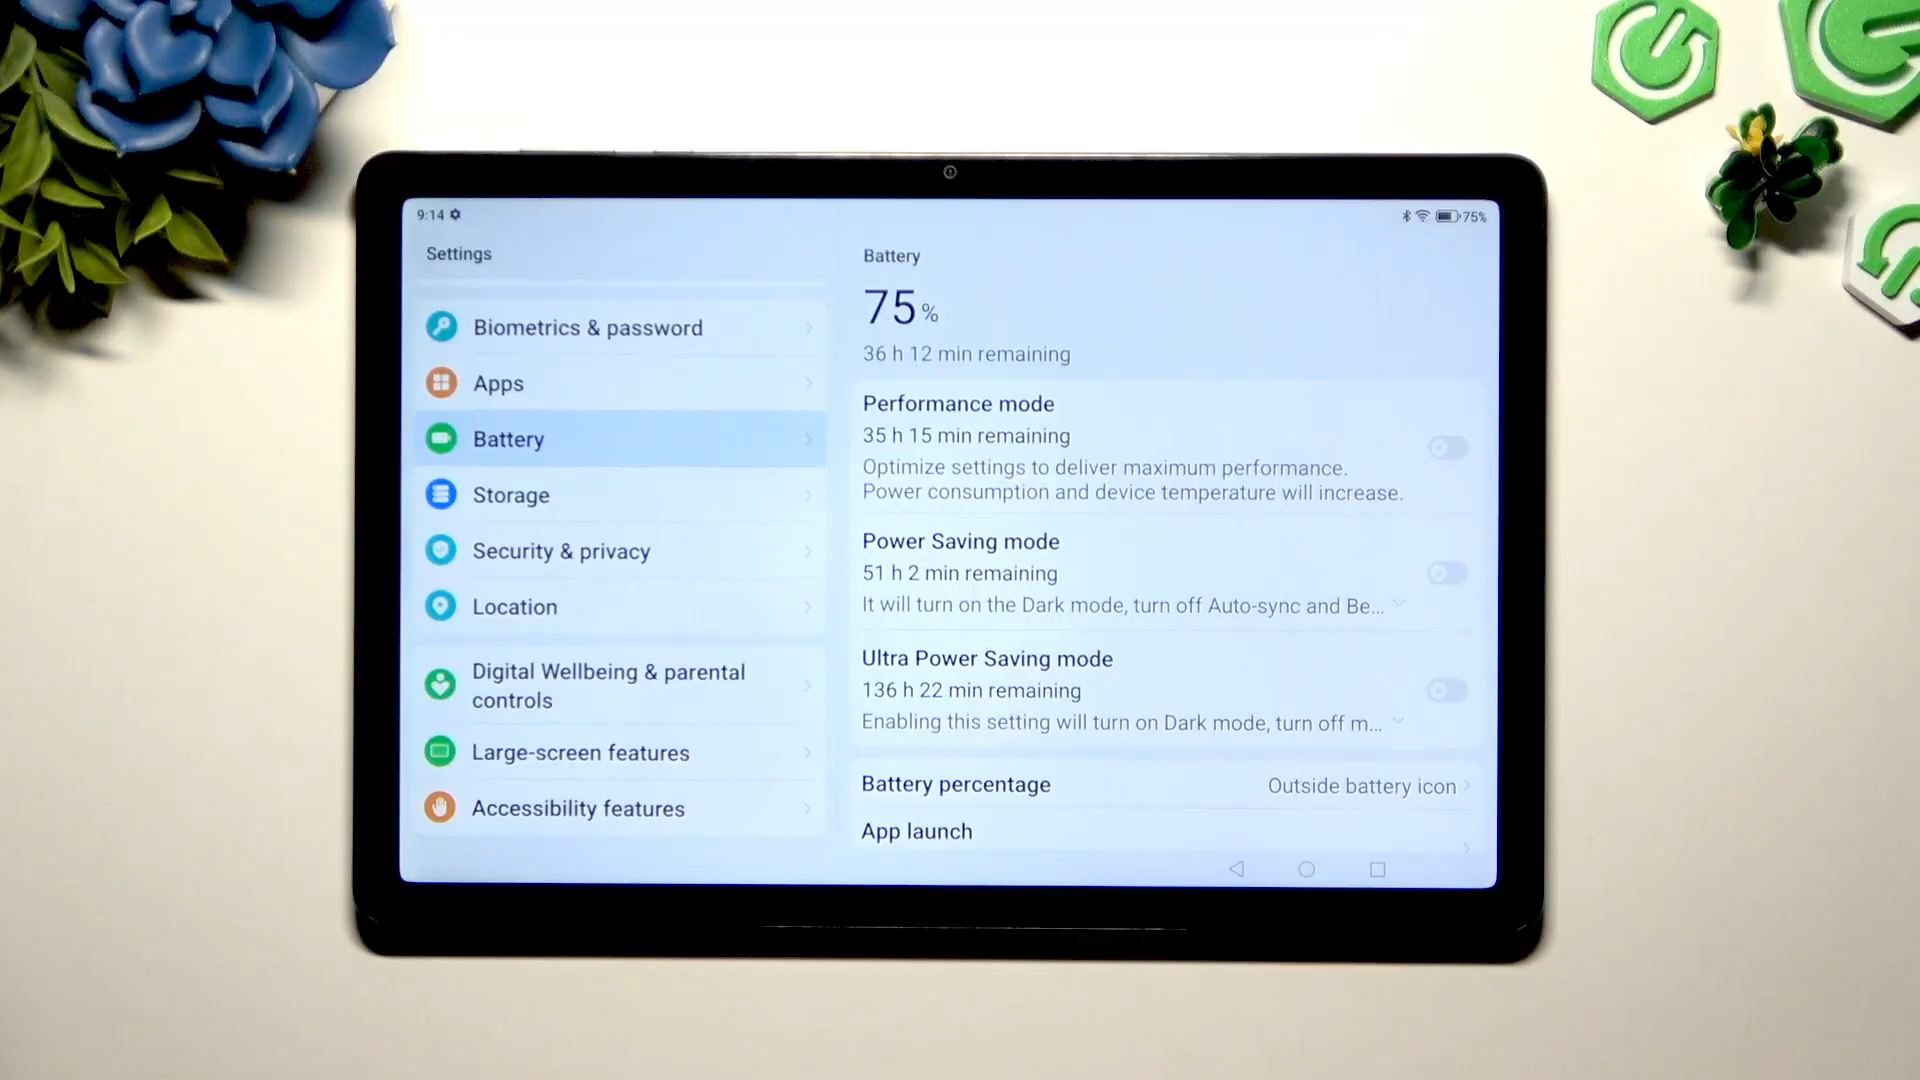 9:14
75%
Settings
Biometrics & password
Apps
Battery
Storage
Security & privacy
Location
Digital Wellbeing & parental
controls
Large-screen features
Accessibility features
Battery
75%
36 h 12 min remaining
Performance mode
35 h 15 min remaining
Optimize settings to deliver maximum performance.
Power consumption and device temperature will increase.
Power Saving mode
51 h 2 min remaining
It will turn on the Dark mode, turn off Auto-sync and Be...
Ultra Power Saving mode
136 h 22 min remaining
Enabling this setting will turn on Dark mode, turn off m...
Battery percentage
Outside battery icon
App launch